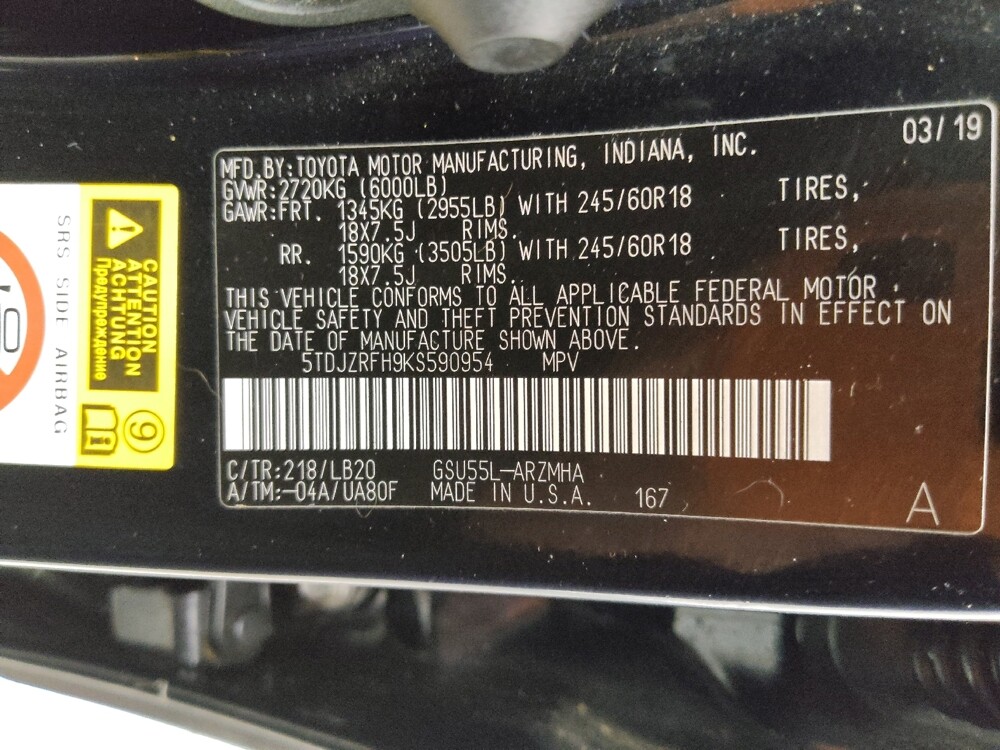 03/19
MFD.BY:TOYOTA MOTOR MANUFACTURING, INDIANA, INC.
GVWR:2720KG (6000LB)
GAWR:FRT. 1345KG (2955LB) WITH 245/60R18 TIRES,
18X7.5J RIMS.
RR. 1590KG (3505LB) WITH 245/60R18 TIRES,
18X7.5J RIMS.
THIS VEHICLE CONFORMS TO ALL APPLICABLE FEDERAL MOTOR
VEHICLE SAFETY AND THEFT PREVENTION STANDARDS IN EFFECT ON
THE DATE OF MANUFACTURE SHOWN ABOVE.
5TDJZRFH9KS590954 MPV
C/TR:218/LB20 GSU55L-ARZMHA
A/TM:-04A/UA80F MADE IN U.S.A. 167
A
CAUTION
ATTENTION
ACHTUNG
Предупреждение
9
SRS SIDE AIRBAG